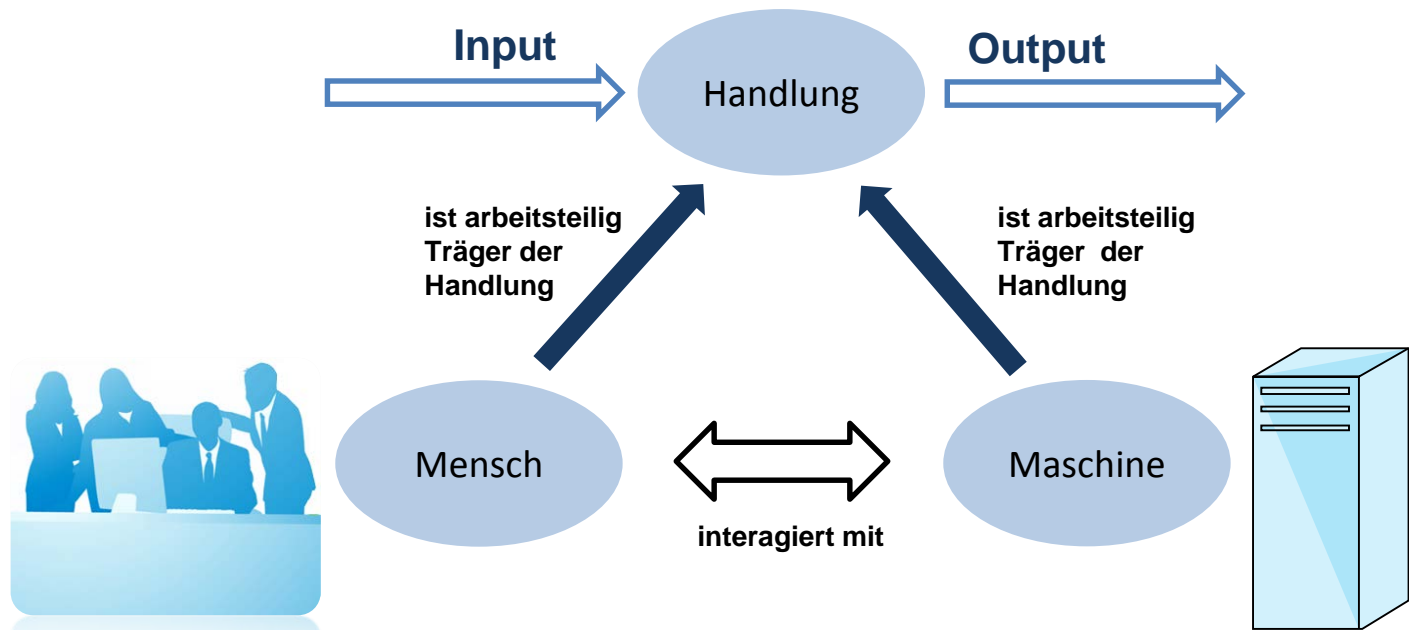 Input
Output
Handlung
ist arbeitsteilig
Träger der
Handlung
ist arbeitsteilig
Träger der
Handlung
Mensch
Maschine
interagiert mit